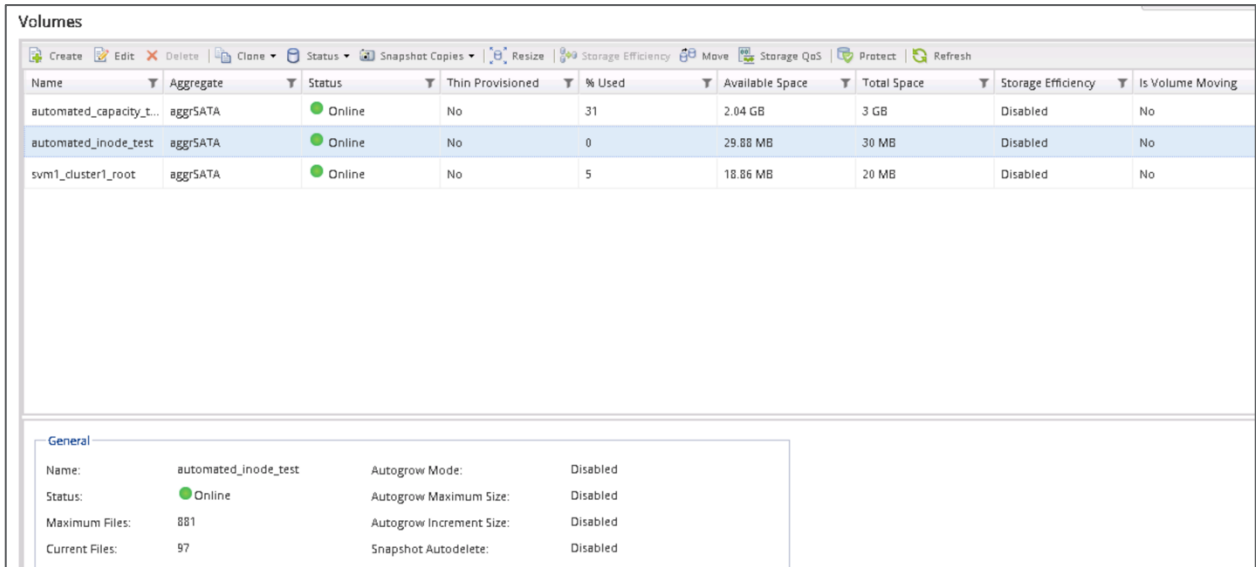 Volumes
Create Edit Delete Clone Status Snapshot Copies Resize Storage Efficiency Move Storage QoS Protect Refresh
Name Aggregate Status Thin Provisioned % Used Available Space Total Space Storage Efficiency Is Volume Moving
automated_capacity_t... aggrSATA Online No 31 2.04 GB 3 GB Disabled No
automated_inode_test aggrSATA Online No 0 29.88 MB 30 MB Disabled No
svm1_cluster1_root aggrSATA Online No 5 18.86 MB 20 MB Disabled No
General
Name: automated_inode_test Autogrow Mode: Disabled
Status: Online Autogrow Maximum Size: Disabled
Maximum Files: 881 Autogrow Increment Size: Disabled
Current Files: 97 Snapshot Autodelete: Disabled